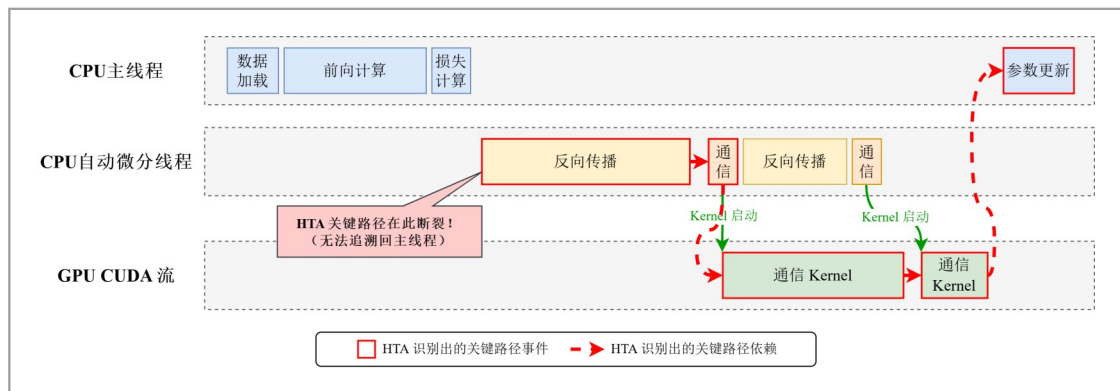 CPU主线程
数据
加载
前向计算
损失
计算
参数更新
CPU自动微分线程
反向传播
通
信
反向传播
通
信
HTA 关键路径在此断裂！
（无法追溯回主线程）
Kernel 启动
Kernel 启动
GPU CUDA 流
通信 Kernel
通信
Kernel
HTA 识别出的关键路径事件
HTA 识别出的关键路径依赖